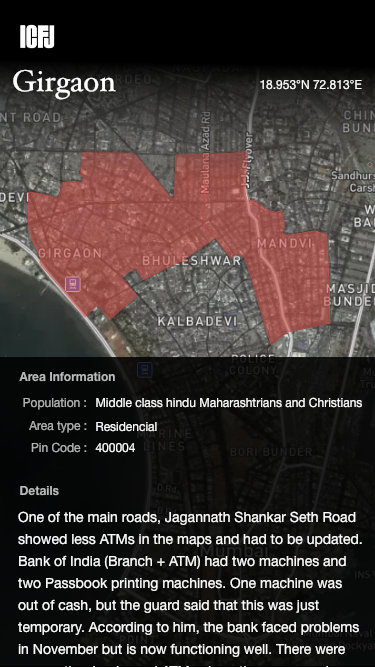 ICFJ
Girgaon
18.953°N 72.813°E
NT ROAD
Maulana Azad Rd
J.J. Flyover
CHIN
BUN
Sandhurs
DEVI
GIRGAON
BHULESHWAR
MANDVI
MASJID
BUNDER
KALBADEVI
POLICE
COLONY
Area Information
Population : Middle class hindu Maharashtrians and Christians
Area type : Residencial
Pin Code : 400004
MARINE
LINES
BORI BUNDER
Details
One of the main roads, Jagannath Shankar Seth Road
showed less ATMs in the maps and had to be updated.
Bank of India (Branch + ATM) had two machines and
two Passbook printing machines. One machine was
out of cash, but the guard said that this was just
temporary. According to him, the bank faced problems
in November but is now functioning well. There were
Mumbai